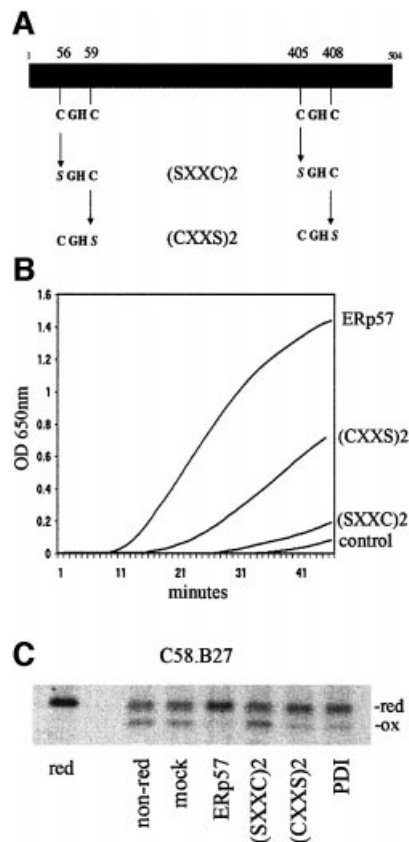 A
1 56 59 405 408 504
C GH C C GH C
S GH C (SXXC)2 S GH C
C GH S (CXXS)2 C GH S
B
1.6
1.4
1.2
1
0.8
0.6
0.4
0.2
0
OD 650nm
ERp57
(CXXS)2
(SXXC)2
control
1 11 21 31 41
minutes
C
C58.B27
-red
-ox
red
non-red
mock
ERp57
(SXXC)2
(CXXS)2
PDI